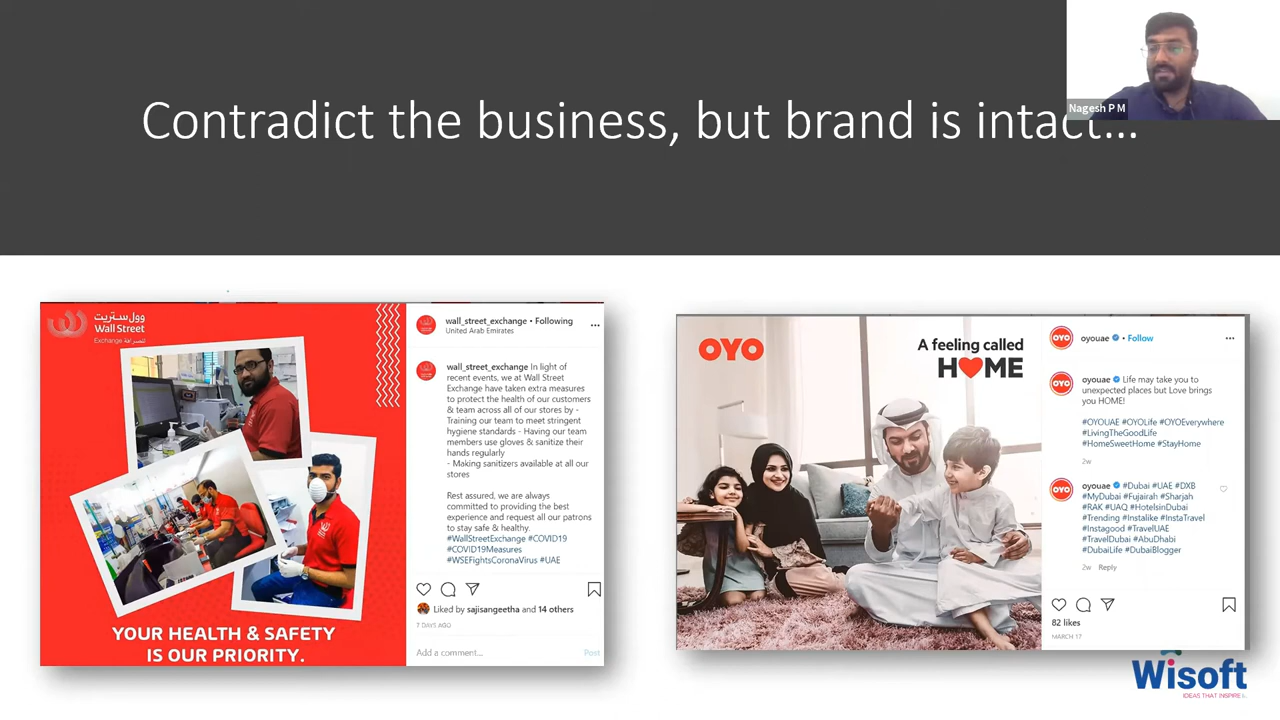 Contradict the business, but brand is intact...
Nagesh P M
وول ستريت
Wall Street
Exchange للصرافة
YOUR HEALTH & SAFETY
IS OUR PRIORITY.
wall_street_exchange • Following
United Arab Emirates
wall_street_exchange In light of
recent events, we at Wall Street
Exchange have taken extra measures
to protect the health of our customers
& team across all of our stores by -
Training our team to meet stringent
hygiene standards - Having our team
members use gloves & sanitize their
hands regularly
- Making sanitizers available at all our
stores
Rest assured, we are always
committed to providing the best
experience and request all our patrons
to stay safe & healthy.
#WallStreetExchange #COVID19
#COVID19Measures
#WSEFightsCoronaVirus #UAE
Liked by sajisangeetha and 14 others
7 DAYS AGO
Add a comment...
Post
OYO
A feeling called
HOME
OYO
oyouae • Follow
OYO
oyouae Life may take you to
unexpected places but Love brings
you HOME!
#OYOUAE #OYOLife #OYOEverywhere
#LivingTheGoodLife
#HomeSweetHome #StayHome
2w
OYO
oyouae #Dubai #UAE #DXB
#MyDubai #Fujairah #Sharjah
#RAK #UAQ #HotelsinDubai
#Trending #Instalike #InstaTravel
#Instagood #TravelUAE
#TravelDubai #AbuDhabi
#DubaiLife #DubaiBlogger
2w Reply
82 likes
MARCH 17
Wisoft
IDEAS THAT INSPIRE